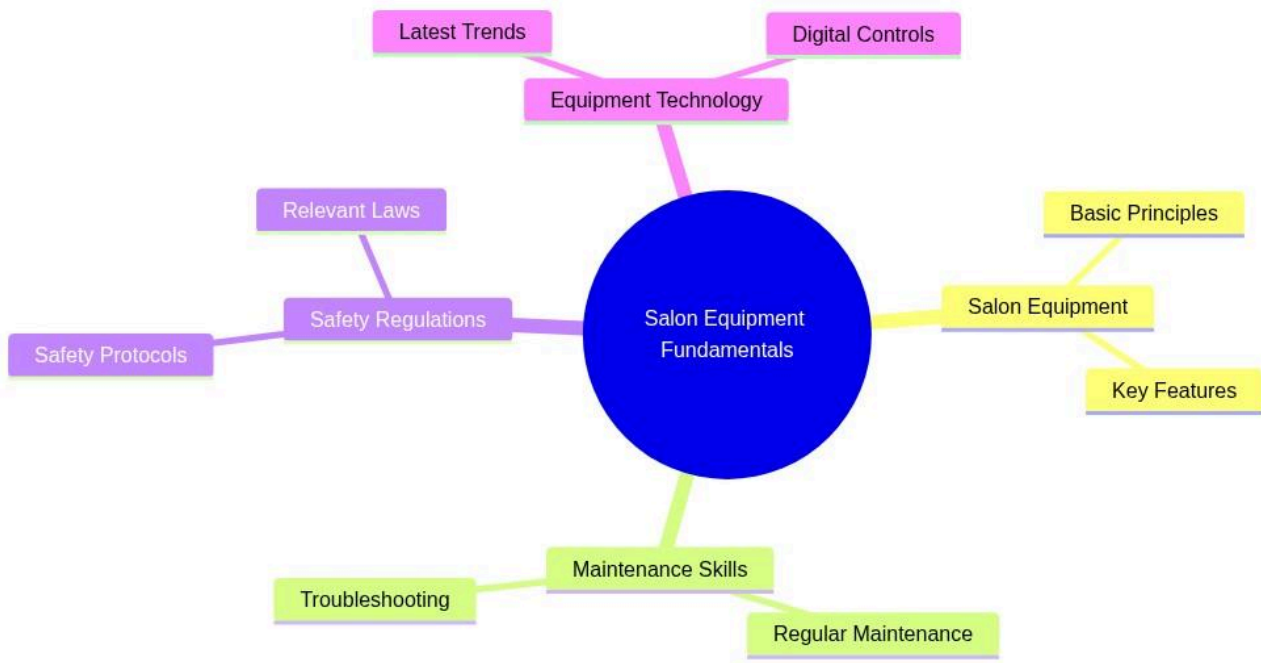 Latest Trends
Digital Controls
Equipment Technology
Relevant Laws
Basic Principles
Safety Regulations
Salon Equipment
Fundamentals
Salon Equipment
Safety Protocols
Key Features
Maintenance Skills
Troubleshooting
Regular Maintenance